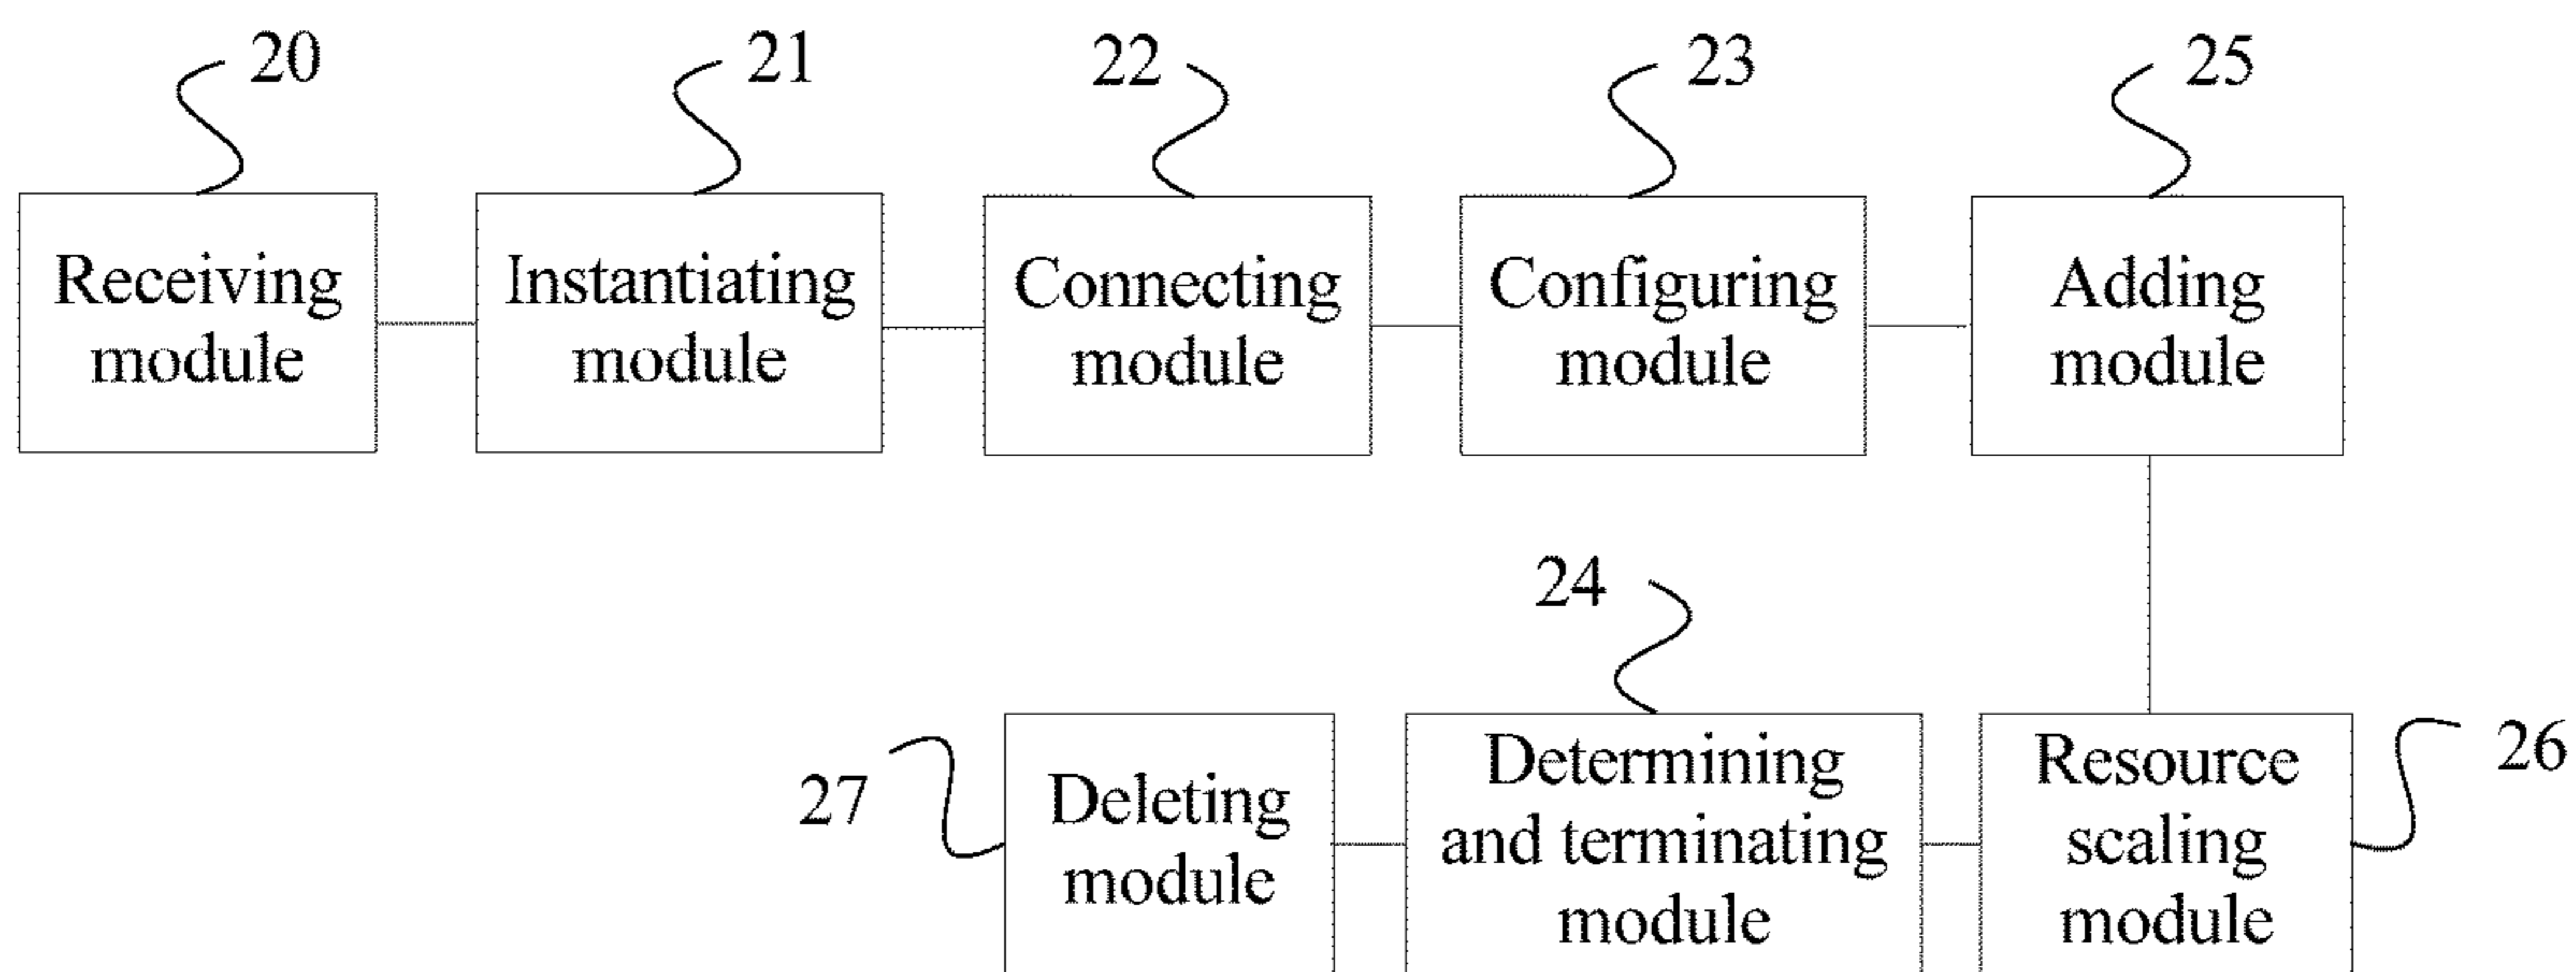 20
21
22
23
25
Receiving
module
Instantiating
module
Connecting
module
Configuring
module
Adding
module
24
27
Deleting
module
Determining
and terminating
module
Resource
scaling
module
26